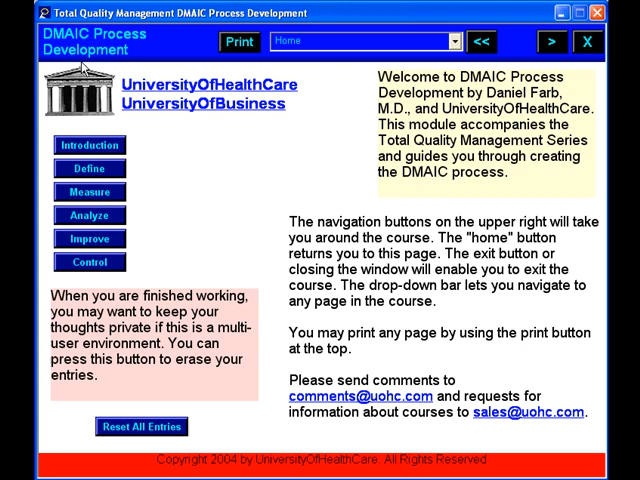 Total Quality Management DMAIC Process Development
DMAIC Process
Development
Print
Home
<<
>
X
UniversityOfHealthCare
UniversityOfBusiness
Welcome to DMAIC Process
Development by Daniel Farb,
M.D., and UniversityOfHealthCare.
This module accompanies the
Total Quality Management Series
and guides you through creating
the DMAIC process.
Introduction
Define
Measure
Analyze
Improve
Control
The navigation buttons on the upper right will take
you around the course. The "home" button
returns you to this page. The exit button or
closing the window will enable you to exit the
course. The drop-down bar lets you navigate to
any page in the course.
You may print any page by using the print button
at the top.
Please send comments to
comments@uohc.com and requests for
information about courses to sales@uohc.com.
When you are finished working,
you may want to keep your
thoughts private if this is a multi-
user environment. You can
press this button to erase your
entries.
Reset All Entries
Copyright 2004 by UniversityOfHealthCare. All Rights Reserved